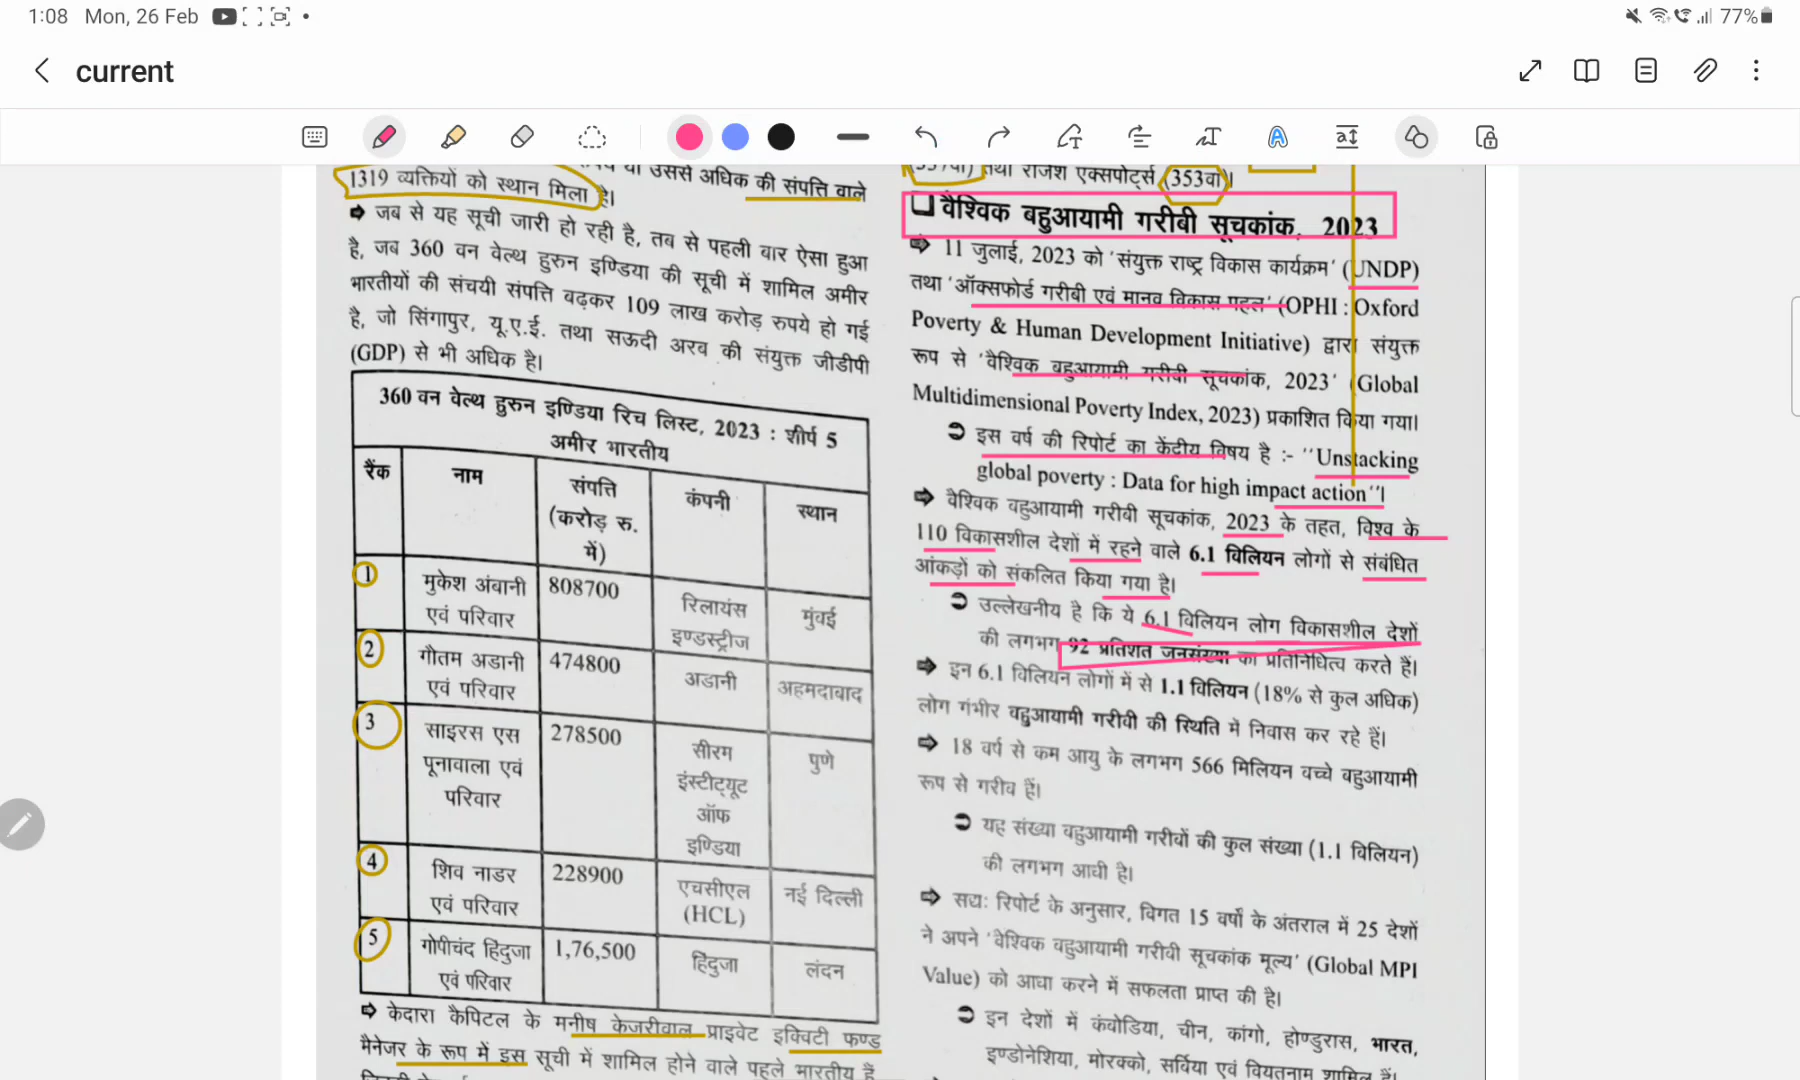 1:08 Mon, 26 Feb
77%
current
उससे अधिक की संपत्ति वाले
1319 व्यक्तियों को स्थान मिला है।
जब से यह सूची जारी हो रही है, तब से पहली बार ऐसा हुआ
है, जब 360 वन वेल्थ हुरुन इण्डिया की सूची में शामिल अमीर
भारतीयों की संचयी संपत्ति बढ़कर 109 लाख करोड़ रुपये हो गई
है, जो सिंगापुर, यू.ए.ई. तथा सऊदी अरब की संयुक्त जीडीपी
(GDP) से भी अधिक है।
360 वन वेल्थ हुरुन इण्डिया रिच लिस्ट, 2023 : शीर्ष 5
अमीर भारतीय
रैंक नाम संपत्ति (करोड़ रु. में) कंपनी स्थान
1 मुकेश अंबानी एवं परिवार 808700 रिलायंस इण्डस्ट्रीज मुंबई
2 गौतम अडानी एवं परिवार 474800 अडानी अहमदाबाद
3 साइरस एस पूनावाला एवं परिवार 278500 सीरम इंस्टीट्यूट ऑफ इण्डिया पुणे
4 शिव नाडर एवं परिवार 228900 एचसीएल (HCL) नई दिल्ली
5 गोपीचंद हिंदुजा एवं परिवार 1,76,500 हिंदुजा लंदन
केदारा कैपिटल के मनीष केजरीवाल प्राइवेट इक्विटी फण्ड
मैनेजर के रूप में इस सूची में शामिल होने वाले पहले भारतीय हैं
तथा राजेश एक्सपोर्ट्स (353वां)।
वैश्विक बहुआयामी गरीबी सूचकांक, 2023
11 जुलाई, 2023 को 'संयुक्त राष्ट्र विकास कार्यक्रम' (UNDP)
तथा 'ऑक्सफोर्ड गरीबी एवं मानव विकास पहल' (OPHI : Oxford
Poverty & Human Development Initiative) द्वारा संयुक्त
रूप से 'वैश्विक बहुआयामी गरीबी सूचकांक, 2023' (Global
Multidimensional Poverty Index, 2023) प्रकाशित किया गया।
इस वर्ष की रिपोर्ट का केंद्रीय विषय है :- ''Unstacking
global poverty : Data for high impact action''।
वैश्विक बहुआयामी गरीबी सूचकांक, 2023 के तहत, विश्व के
110 विकासशील देशों में रहने वाले 6.1 बिलियन लोगों से संबंधित
आंकड़ों को संकलित किया गया है।
उल्लेखनीय है कि ये 6.1 बिलियन लोग विकासशील देशों
की लगभग 92 प्रतिशत जनसंख्या का प्रतिनिधित्व करते हैं।
इन 6.1 बिलियन लोगों में से 1.1 बिलियन (18% से कुल अधिक)
लोग गंभीर बहुआयामी गरीबी की स्थिति में निवास कर रहे हैं।
18 वर्ष से कम आयु के लगभग 566 मिलियन बच्चे बहुआयामी
रूप से गरीब हैं।
यह संख्या बहुआयामी गरीबों की कुल संख्या (1.1 बिलियन)
की लगभग आधी है।
सद्यः रिपोर्ट के अनुसार, विगत 15 वर्षों के अंतराल में 25 देशों
ने अपने 'वैश्विक बहुआयामी गरीबी सूचकांक मूल्य' (Global MPI
Value) को आधा करने में सफलता प्राप्त की है।
इन देशों में कंबोडिया, चीन, कांगो, होण्डुरास, भारत,
इण्डोनेशिया, मोरक्को, सर्बिया एवं वियतनाम शामिल हैं।